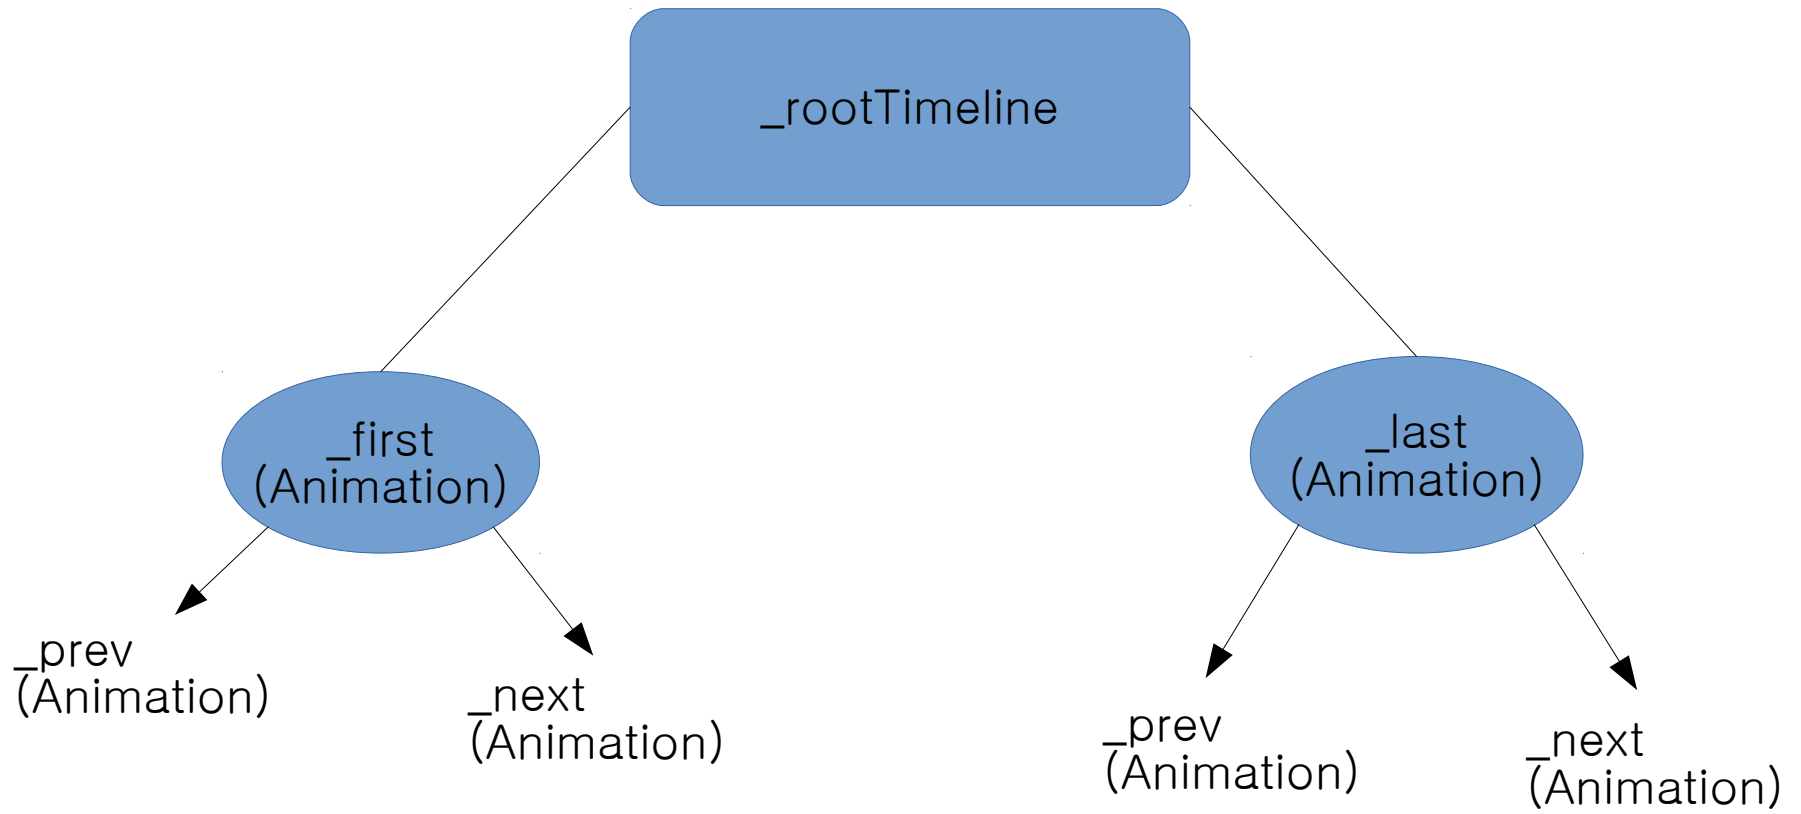 _rootTimeline
_first
(Animation)
_last
(Animation)
_prev
(Animation)
_next
(Animation)
_prev
(Animation)
_next
(Animation)